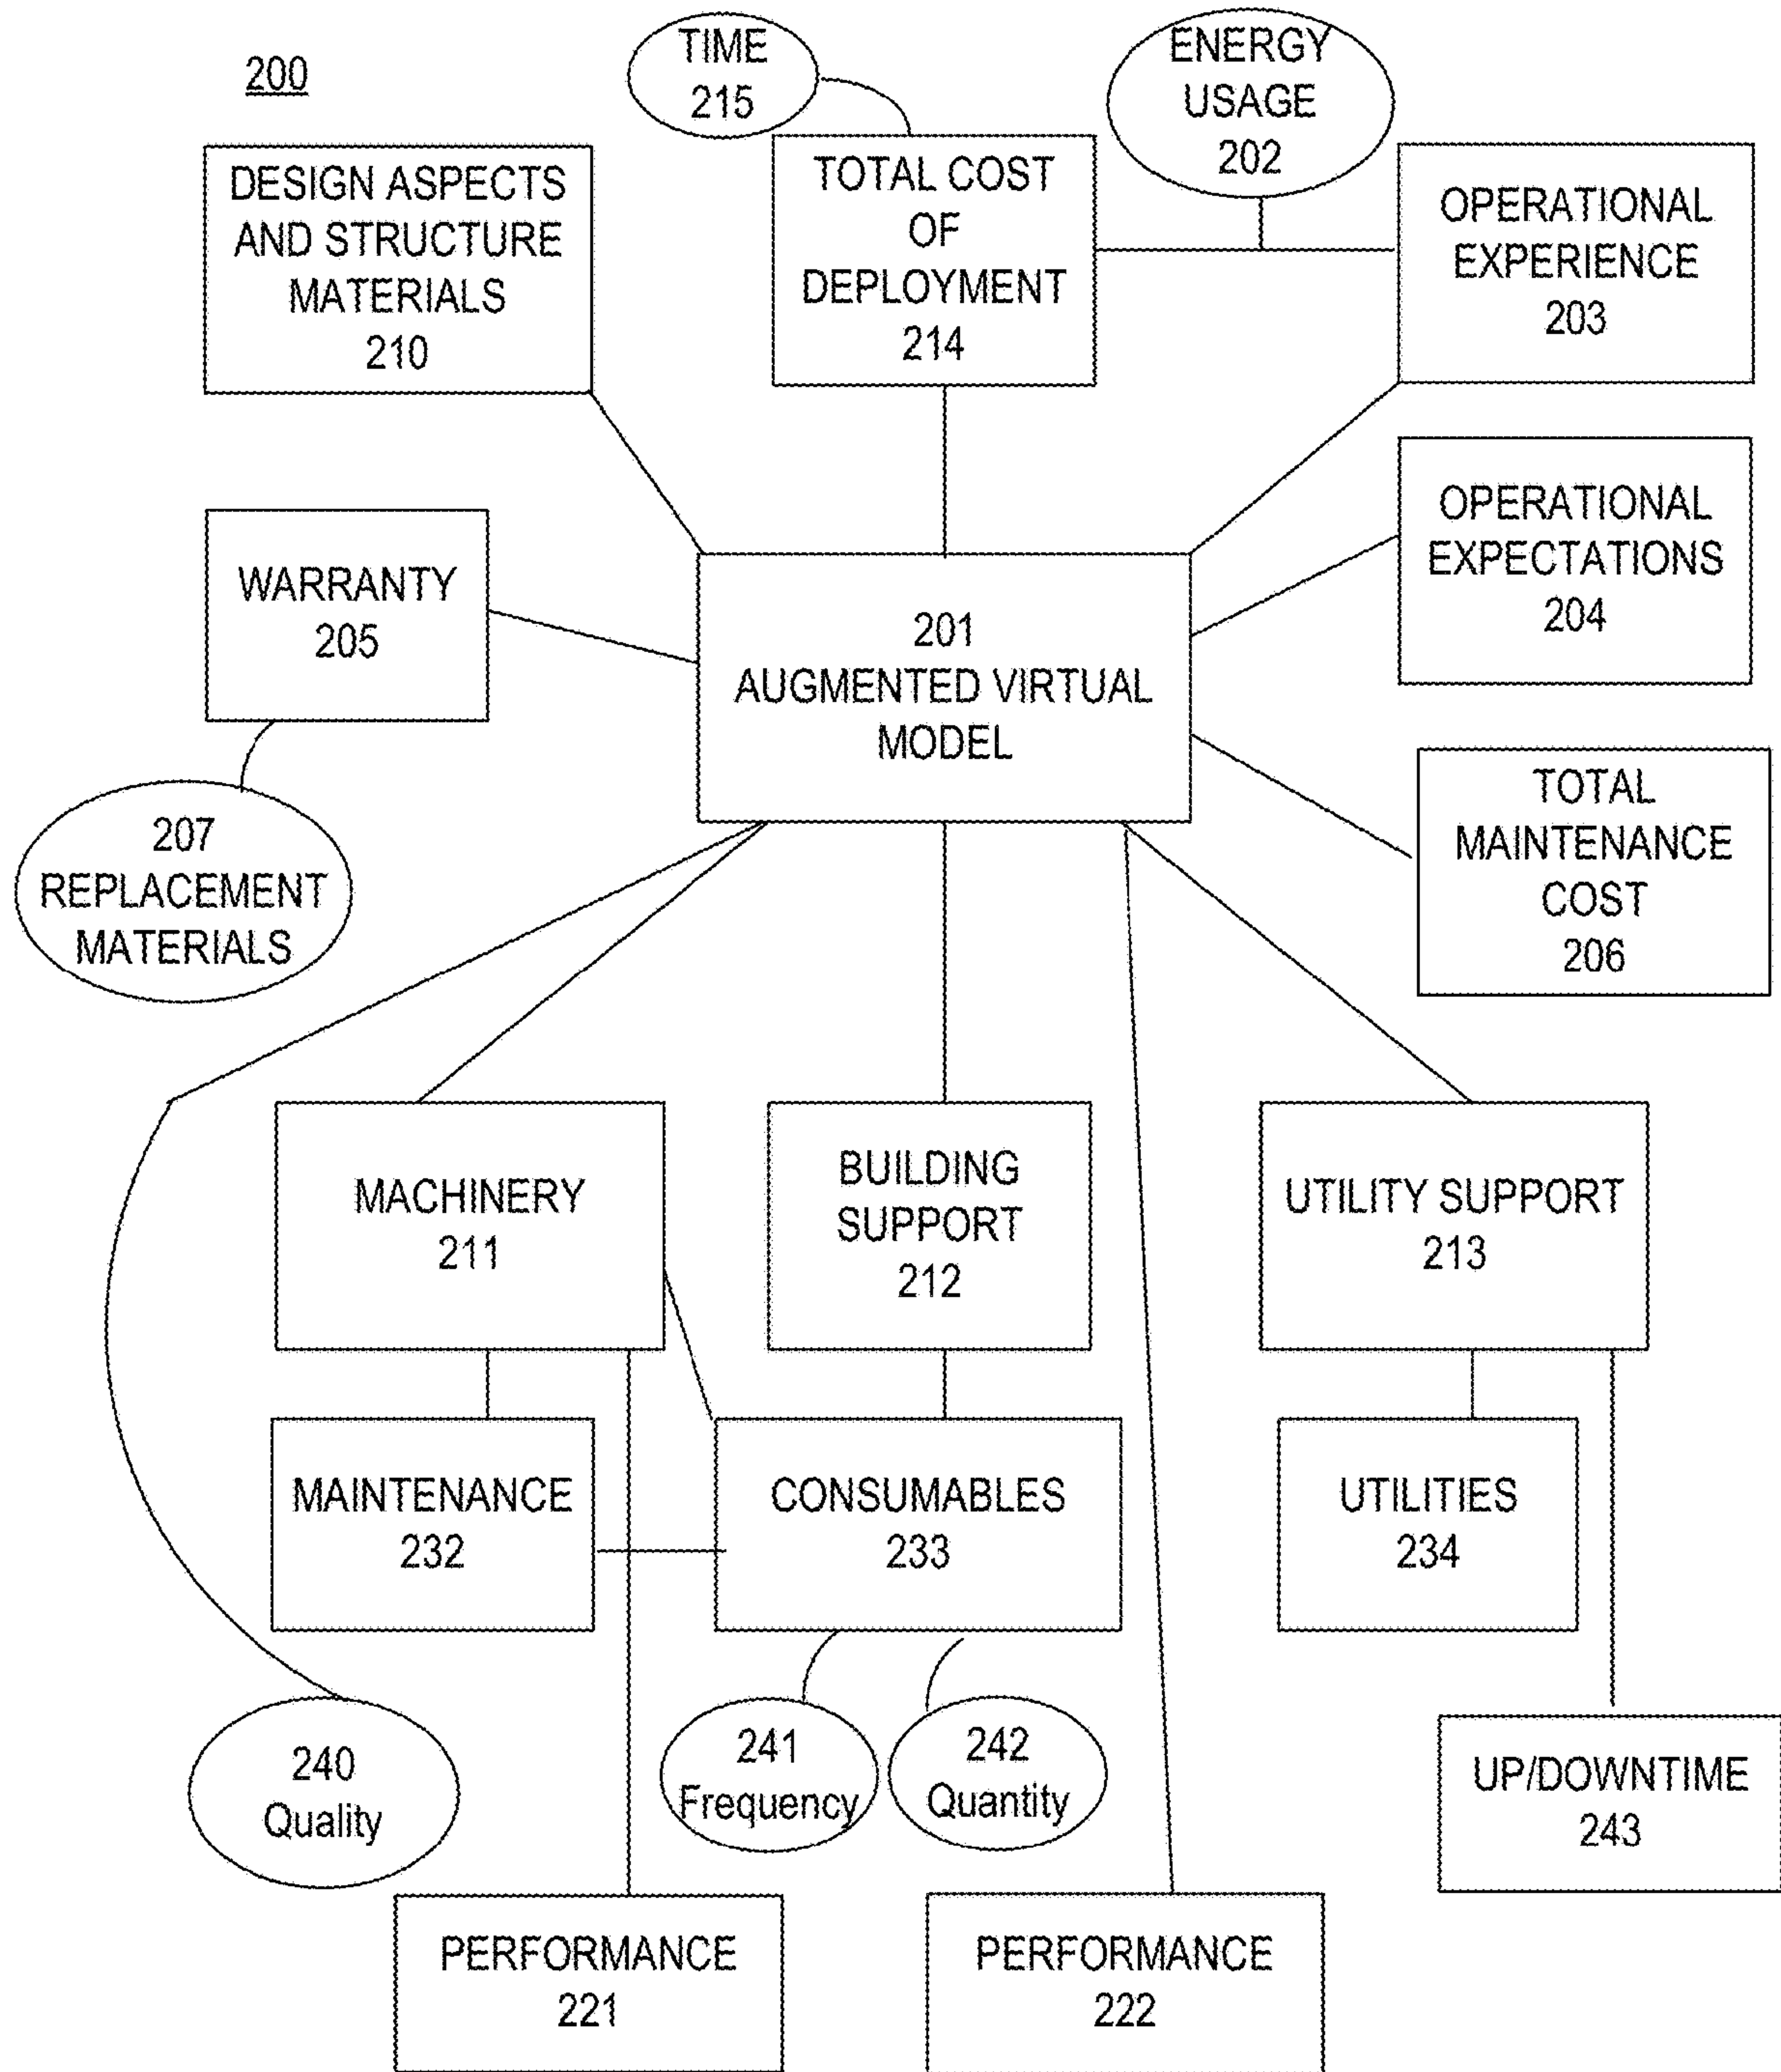 200
TIME
215
ENERGY
USAGE
202
DESIGN ASPECTS
AND STRUCTURE
MATERIALS
210
TOTAL COST
OF
DEPLOYMENT
214
OPERATIONAL
EXPERIENCE
203
WARRANTY
205
201
AUGMENTED VIRTUAL
MODEL
OPERATIONAL
EXPECTATIONS
204
207
REPLACEMENT
MATERIALS
TOTAL
MAINTENANCE
COST
206
MACHINERY
211
BUILDING
SUPPORT
212
UTILITY SUPPORT
213
MAINTENANCE
232
CONSUMABLES
233
UTILITIES
234
240
Quality
241
Frequency
242
Quantity
UP/DOWNTIME
243
PERFORMANCE
221
PERFORMANCE
222